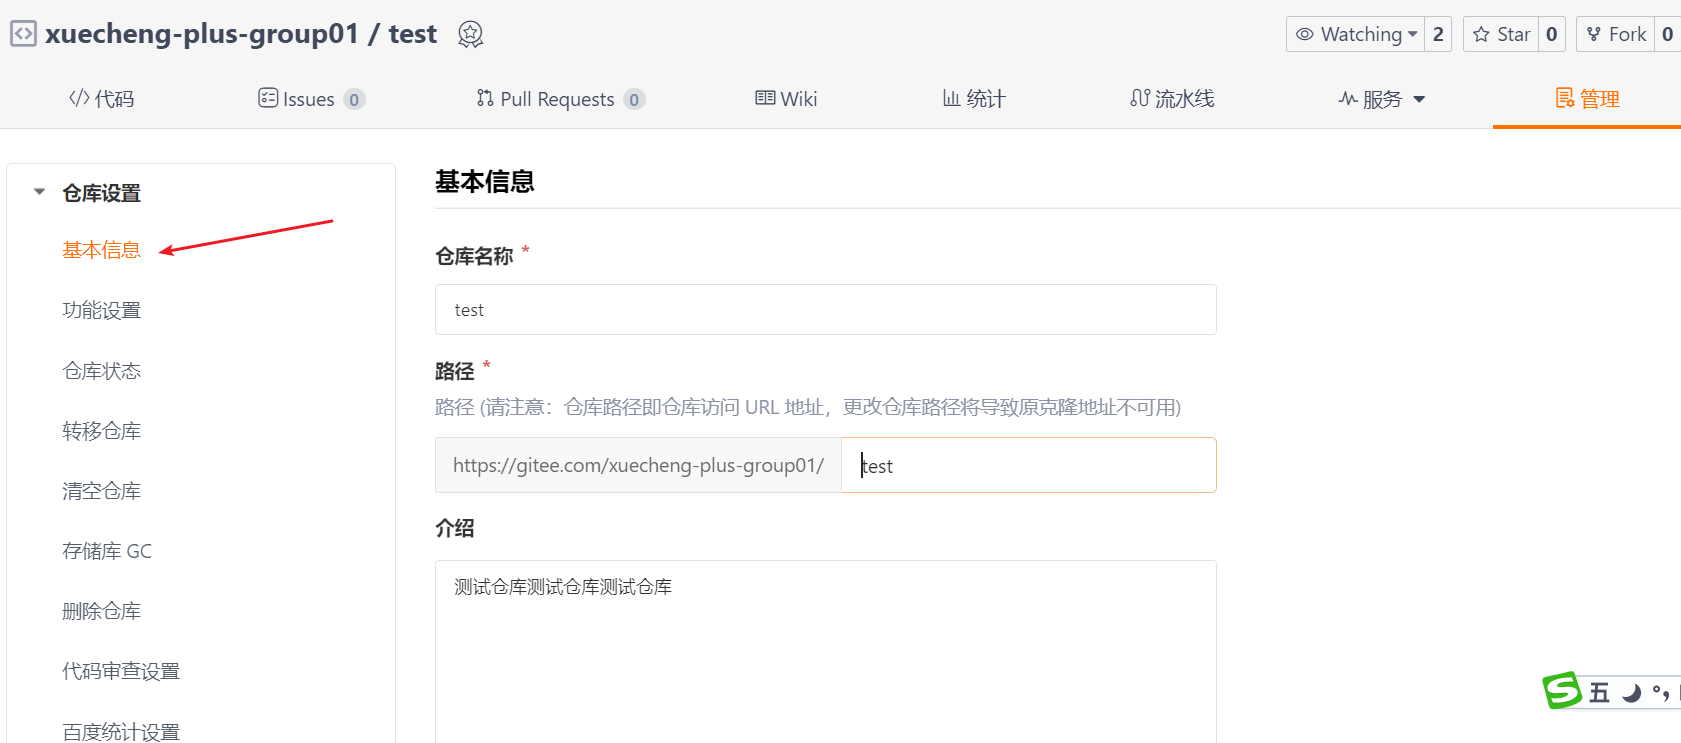 xuecheng-plus-group01 / test
Watching 2
Star 0
Fork 0
代码
Issues 0
Pull Requests 0
Wiki
统计
流水线
服务
管理
仓库设置
基本信息
功能设置
仓库状态
转移仓库
清空仓库
存储库 GC
删除仓库
代码审查设置
百度统计设置
基本信息
仓库名称 *
test
路径 *
路径 (请注意：仓库路径即仓库访问 URL 地址，更改仓库路径将导致原克隆地址不可用)
https://gitee.com/xuecheng-plus-group01/ test
介绍
测试仓库测试仓库测试仓库
S 五